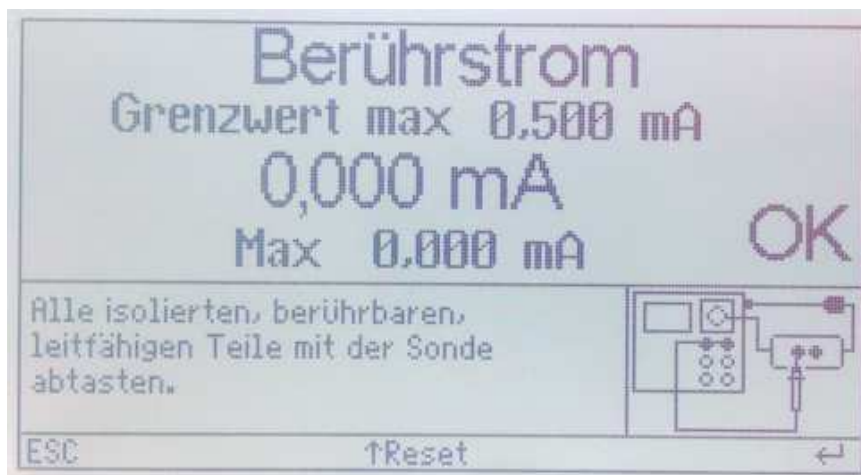 Berührstrom
Grenzwert max 0,500 mA
0,000 mA
Max 0,000 mA
OK
Alle isolierten, berührbaren,
leitfähigen Teile mit der Sonde
abtasten.
ESC ↑Reset ↵